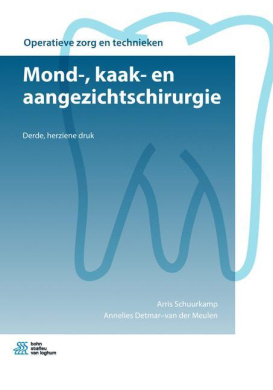 Operatieve zorg en technieken
Mond-, kaak- en
aangezichtschirurgie
Derde, herziene druk
Arris Schuurkamp
Annelies Detmar–van der Meulen
bohn
stafleu
van loghum